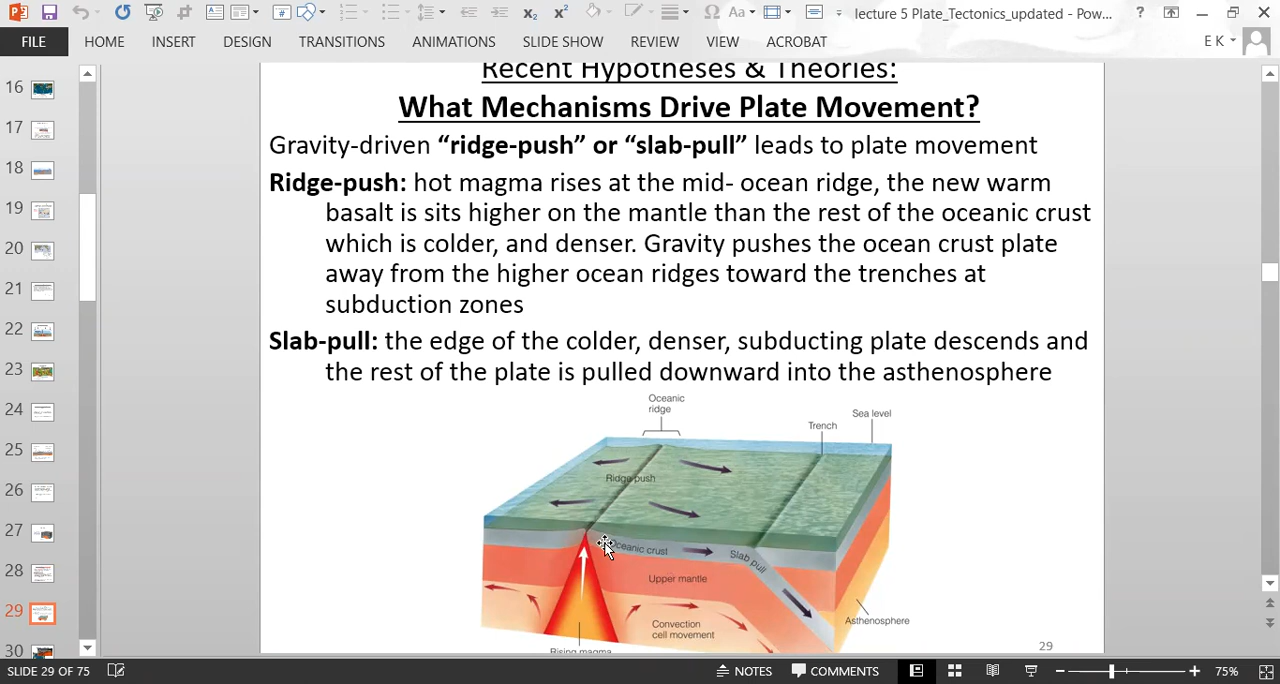 lecture 5 Plate_Tectonics_updated - Pow...
E K
FILE HOME INSERT DESIGN TRANSITIONS ANIMATIONS SLIDE SHOW REVIEW VIEW ACROBAT
16
17
18
19
20
21
22
23
24
25
26
27
28
29
30
Recent Hypotheses & Theories:
What Mechanisms Drive Plate Movement?
Gravity-driven “ridge-push” or “slab-pull” leads to plate movement
Ridge-push: hot magma rises at the mid- ocean ridge, the new warm
basalt is sits higher on the mantle than the rest of the oceanic crust
which is colder, and denser. Gravity pushes the ocean crust plate
away from the higher ocean ridges toward the trenches at
subduction zones
Slab-pull: the edge of the colder, denser, subducting plate descends and
the rest of the plate is pulled downward into the asthenosphere
Oceanic
ridge
Sea level
Trench
Ridge push
Oceanic crust
Slab pull
Upper mantle
Asthenosphere
Convection
cell movement
Rising magma
29
SLIDE 29 OF 75
NOTES
COMMENTS
75%